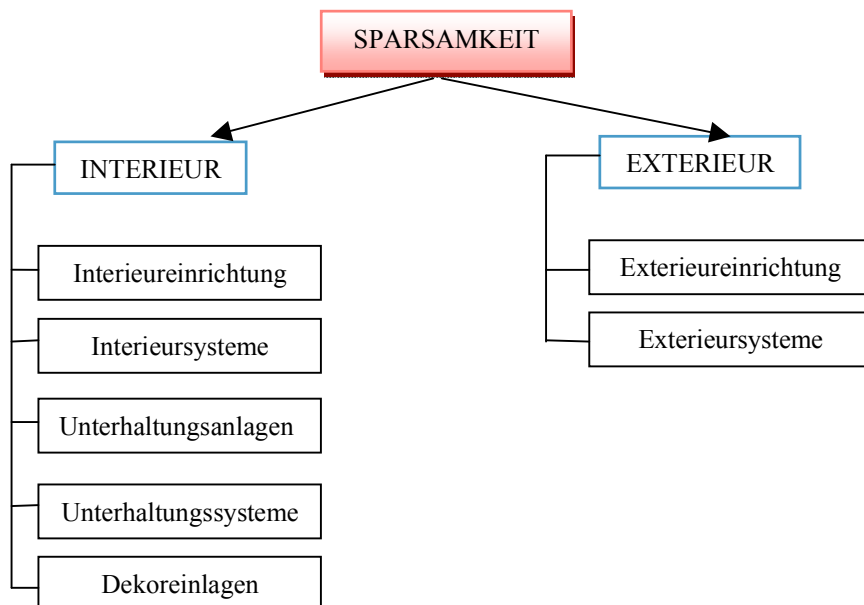 SPARSAMKEIT
INTERIEUR
Interieureinrichtung
Interieursysteme
Unterhaltungsanlagen
Unterhaltungssysteme
Dekoreinlagen
EXTERIEUR
Exterieureinrichtung
Exterieursysteme